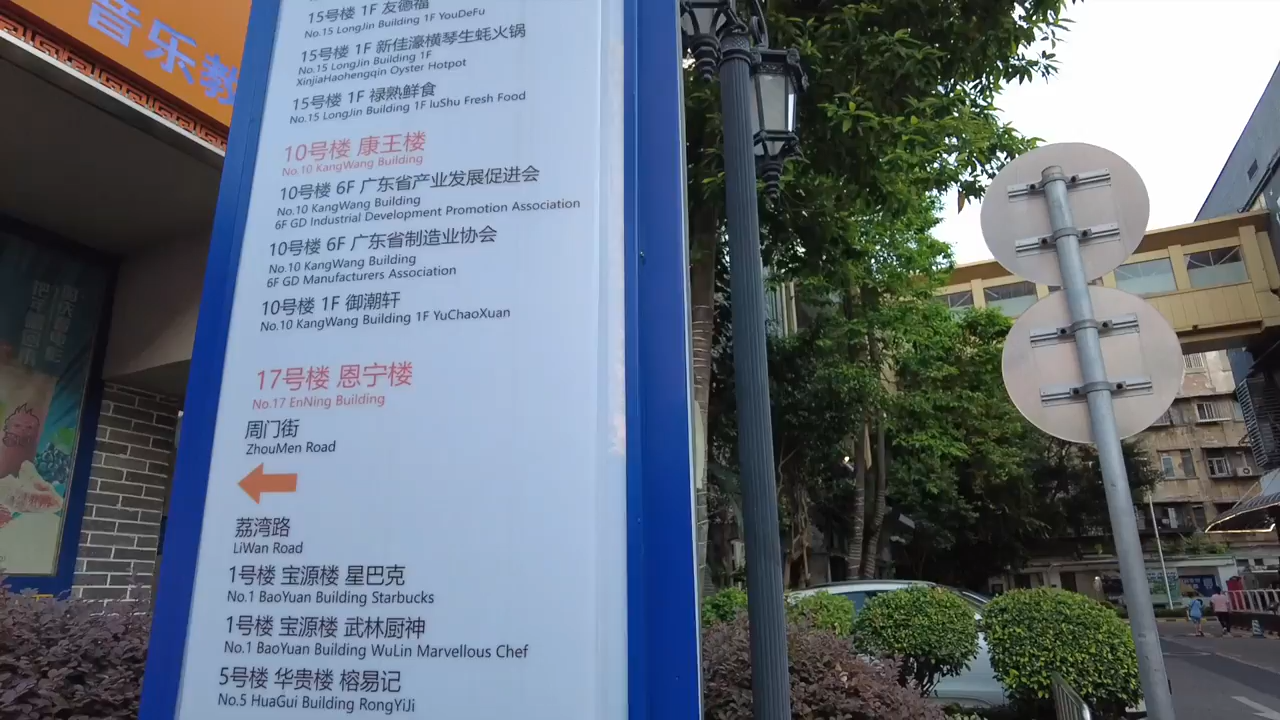 音乐教
15号楼 1F 友德福
No.15 LongJin Building 1F YouDeFu
15号楼 1F 新佳濠横琴生蚝火锅
No.15 LongJin Building 1F
XinjiaHaohengqin Oyster Hotpot
15号楼 1F 禄熟鲜食
No.15 LongJin Building 1F luShu Fresh Food
10号楼 康王楼
No.10 KangWang Building
10号楼 6F 广东省产业发展促进会
No.10 KangWang Building
6F GD Industrial Development Promotion Association
10号楼 6F 广东省制造业协会
No.10 KangWang Building
6F GD Manufacturers Association
10号楼 1F 御潮轩
No.10 KangWang Building 1F YuChaoXuan
17号楼 恩宁楼
No.17 EnNing Building
周门街
ZhouMen Road
荔湾路
LiWan Road
1号楼 宝源楼 星巴克
No.1 BaoYuan Building Starbucks
1号楼 宝源楼 武林厨神
No.1 BaoYuan Building WuLin Marvellous Chef
5号楼 华贵楼 榕易记
No.5 HuaGui Building RongYiJi